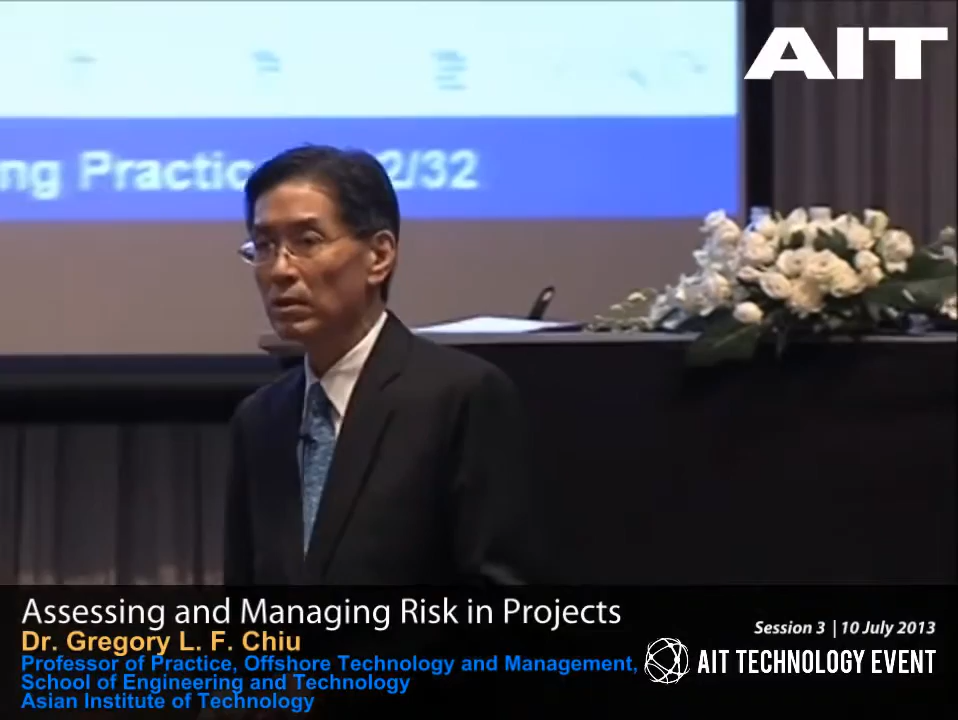 AIT
ng Practic 2/32
Assessing and Managing Risk in Projects
Dr. Gregory L. F. Chiu
Professor of Practice, Offshore Technology and Management,
School of Engineering and Technology
Asian Institute of Technology
Session 3 | 10 July 2013
AIT TECHNOLOGY EVENT